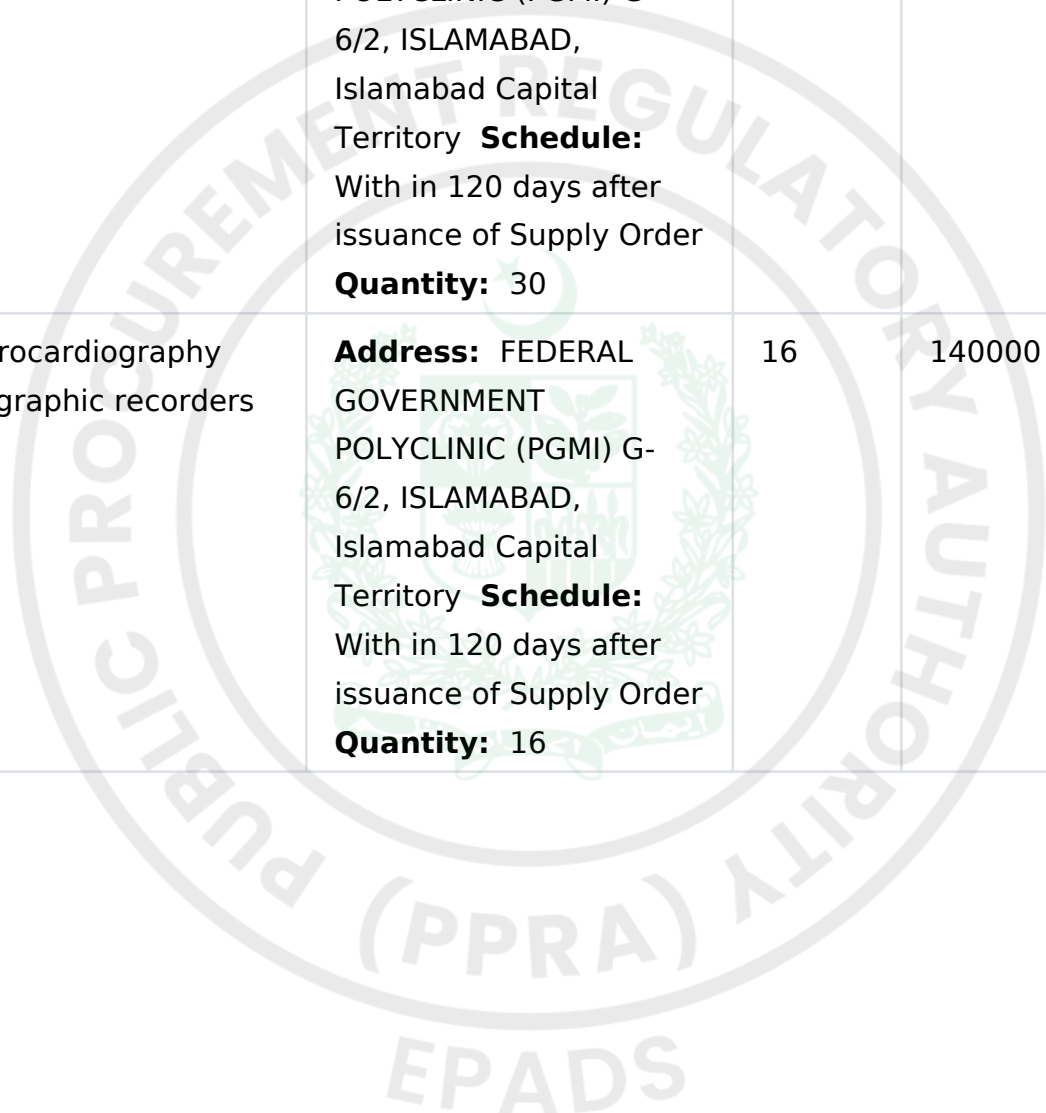 6/2, ISLAMABAD,
Islamabad Capital
Territory Schedule:
With in 120 days after
issuance of Supply Order
Quantity: 30
rocardiography
graphic recorders
Address: FEDERAL
GOVERNMENT
POLYCLINIC (PGMI) G-
6/2, ISLAMABAD,
Islamabad Capital
Territory Schedule:
With in 120 days after
issuance of Supply Order
Quantity: 16
16
140000
PUBLIC PROCUREMENT REGULATORY AUTHORITY
(PPRA)
EPADS